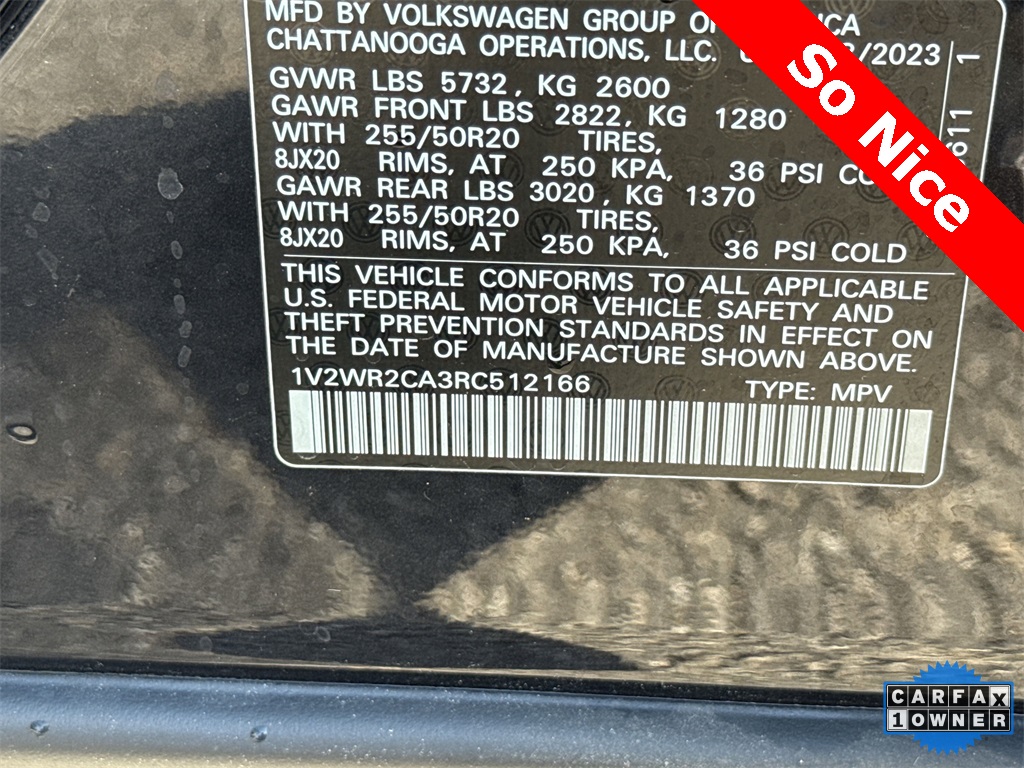 MFD BY VOLKSWAGEN GROUP OF
CHATTANOOGA OPERATIONS, LLC. /2023
GVWR LBS 5732, KG 2600
GAWR FRONT LBS 2822, KG 1280
WITH 255/50R20 TIRES,
8JX20 RIMS, AT 250 KPA, 36 PSI
GAWR REAR LBS 3020, KG 1370
WITH 255/50R20 TIRES,
8JX20 RIMS, AT 250 KPA, 36 PSI COLD
THIS VEHICLE CONFORMS TO ALL APPLICABLE
U.S. FEDERAL MOTOR VEHICLE SAFETY AND
THEFT PREVENTION STANDARDS IN EFFECT ON
THE DATE OF MANUFACTURE SHOWN ABOVE.
1V2WR2CA3RC512166 TYPE: MPV
611 1
So Nice
CARFAX
1 OWNER